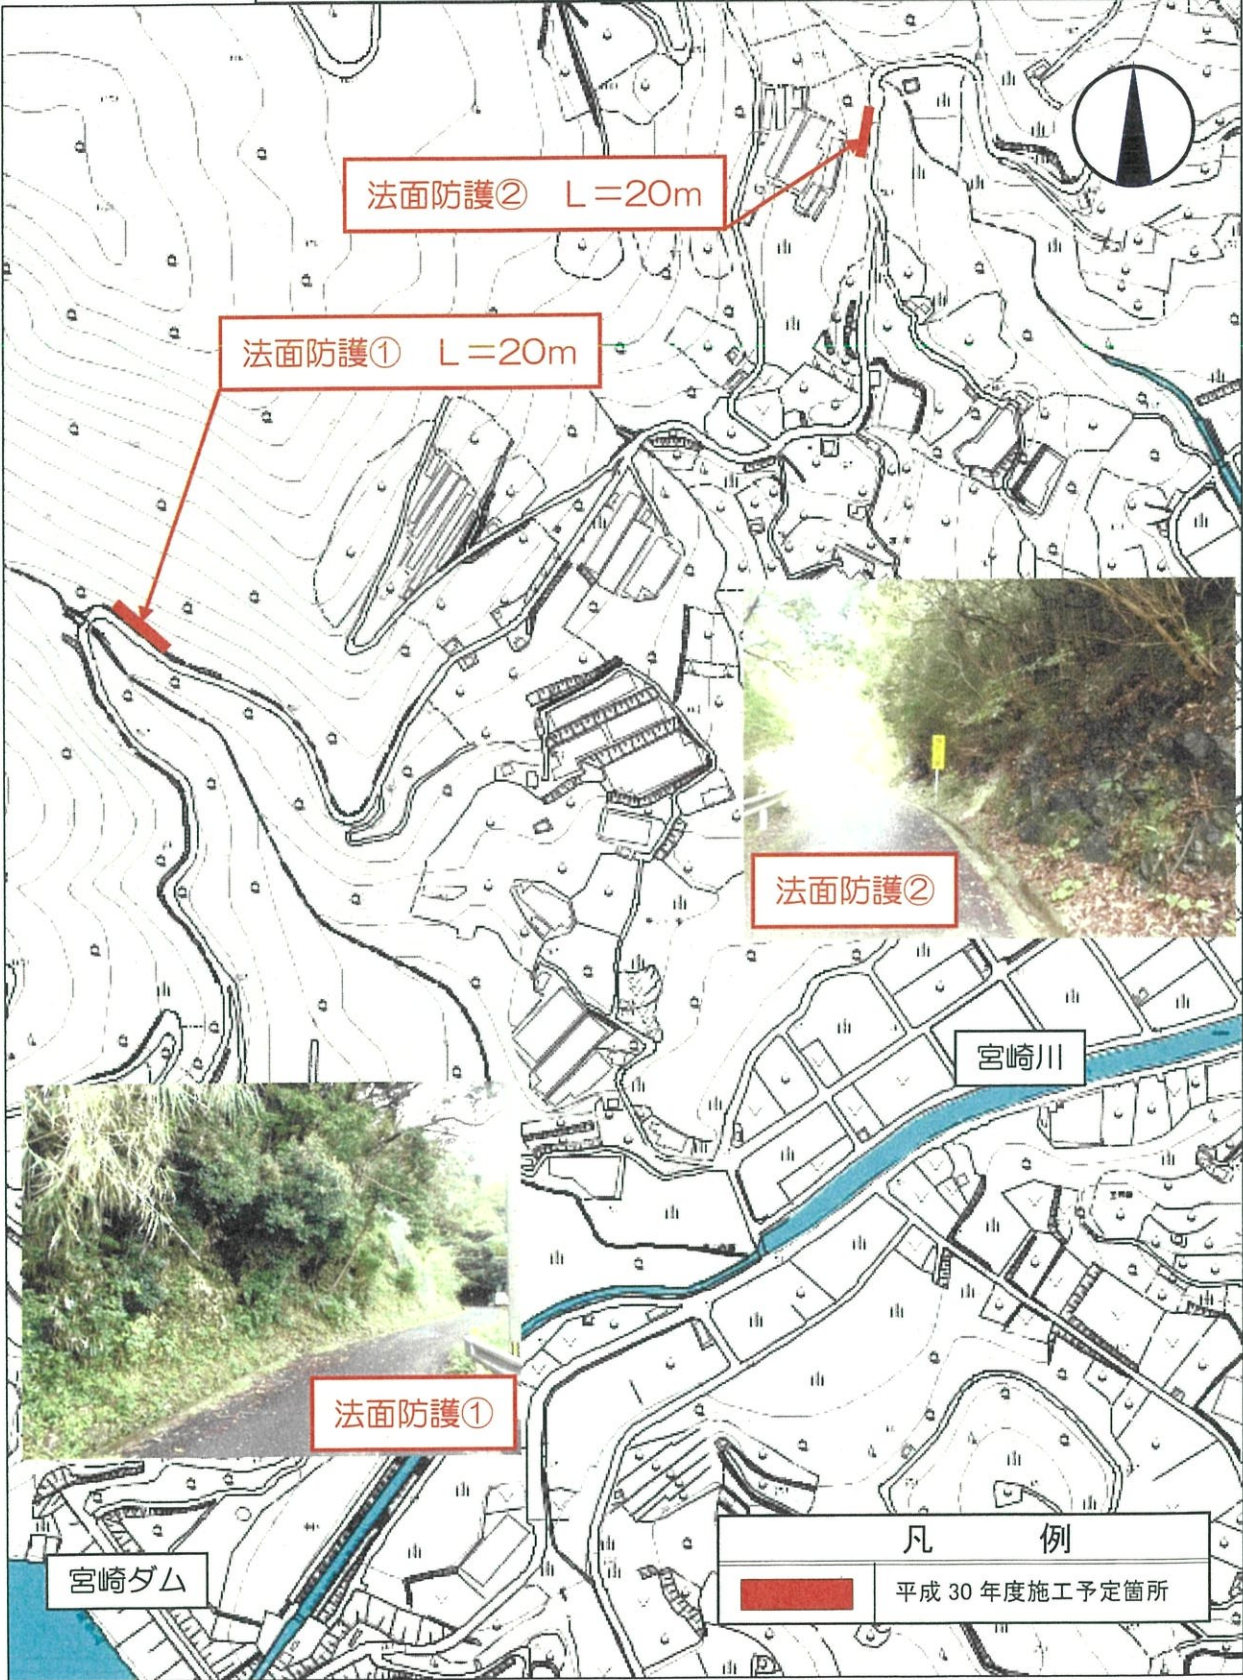 法面防護② L=20m
法面防護① L=20m
法面防護②
宮崎川
法面防護①
凡 例
宮崎ダム
平成30年度施工予定箇所